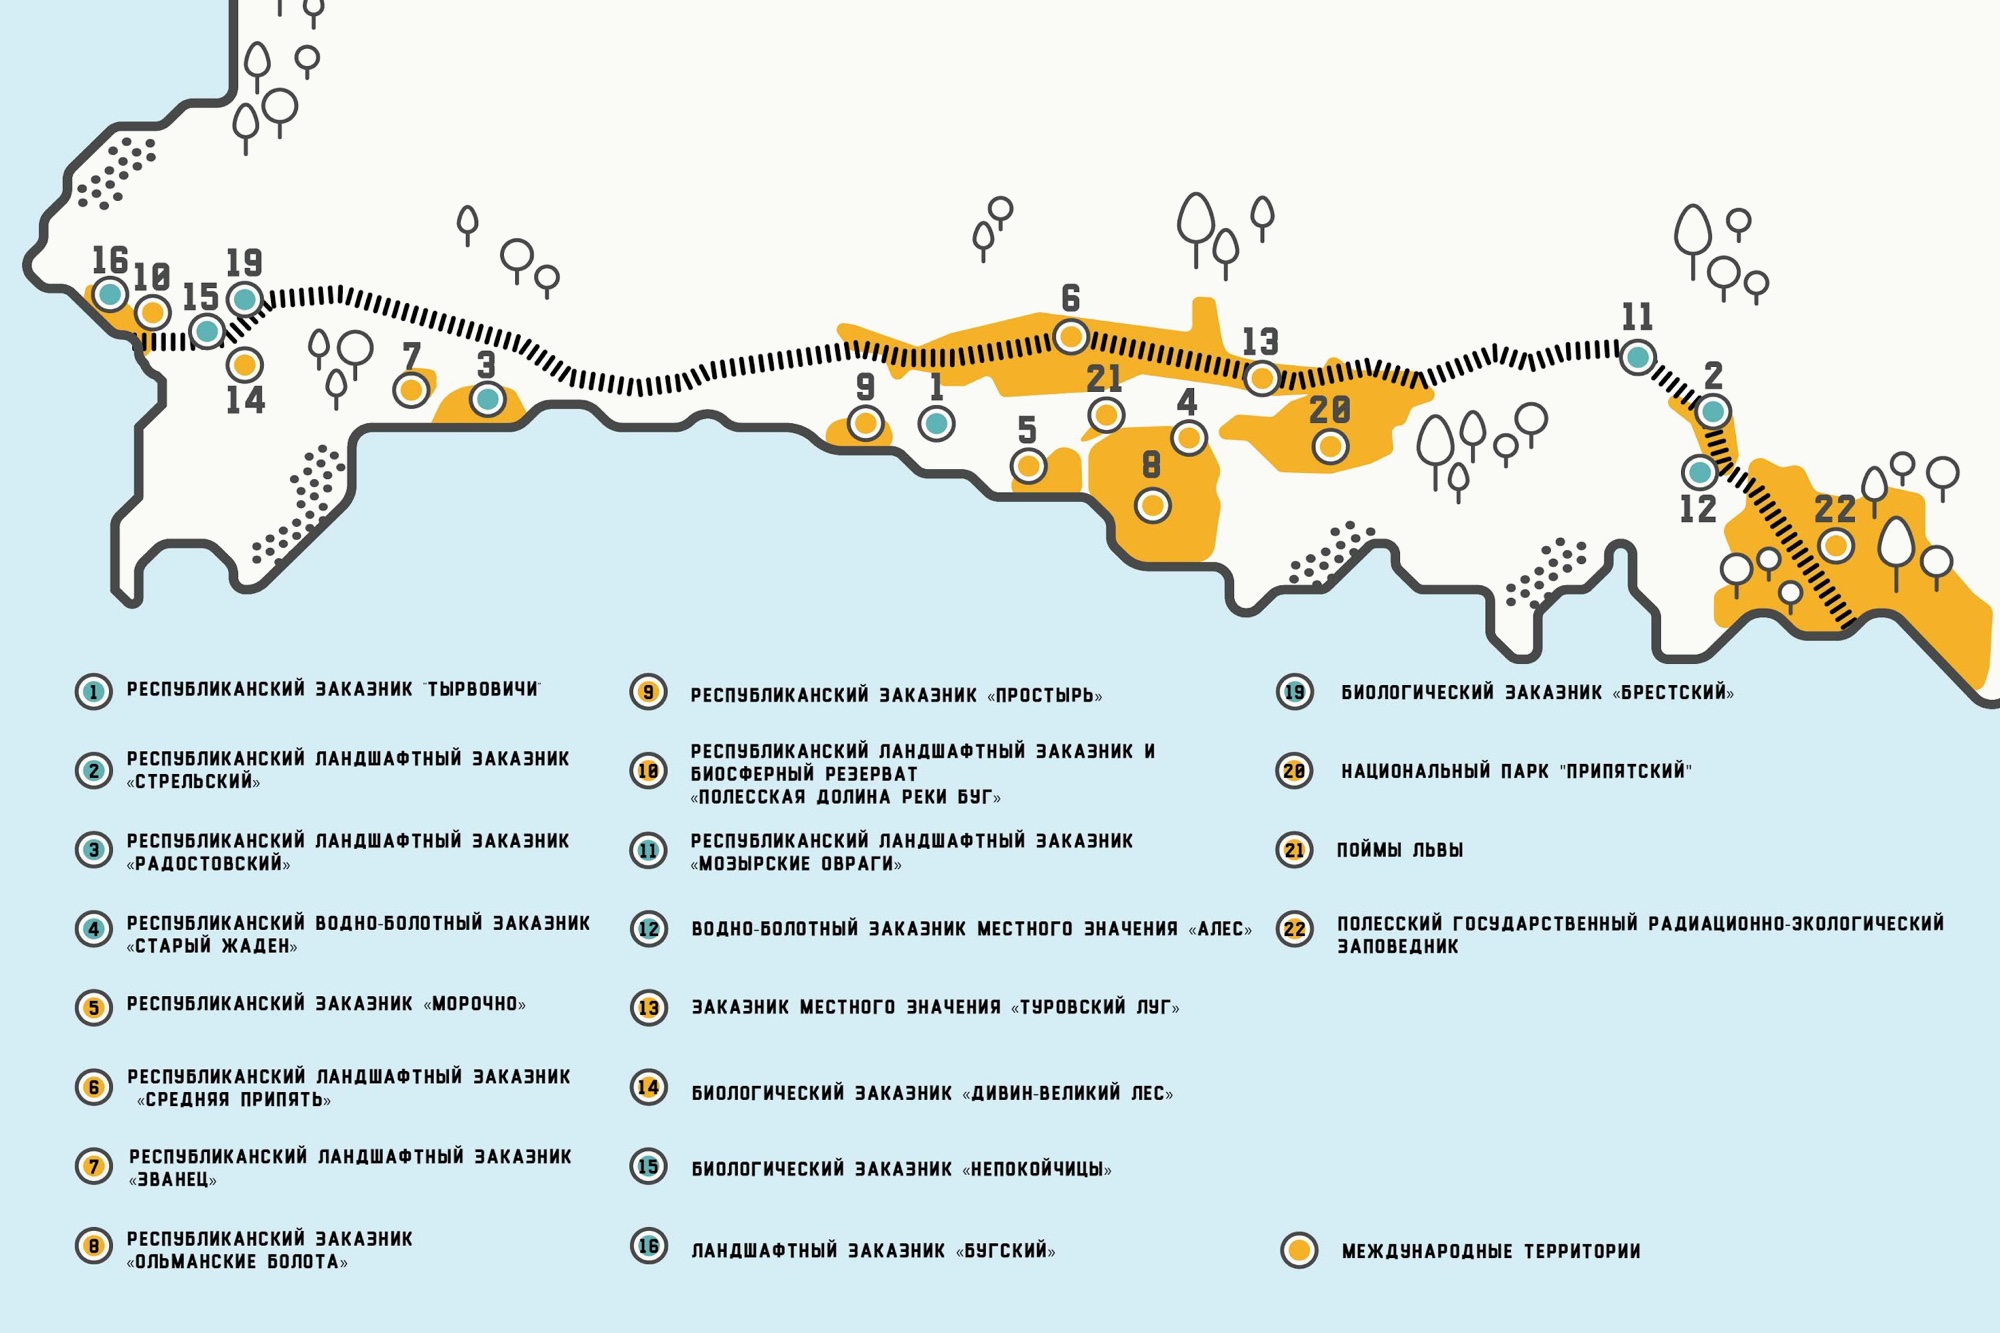 16
10
15
19
14
7
3
9
1
5
6
21
4
8
13
20
11
2
12
22
1 РЕСПУБЛИКАНСКИЙ ЗАКАЗНИК "ТЫРВОВИЧИ"
2 РЕСПУБЛИКАНСКИЙ ЛАНДШАФТНЫЙ ЗАКАЗНИК
«СТРЕЛЬСКИЙ»
3 РЕСПУБЛИКАНСКИЙ ЛАНДШАФТНЫЙ ЗАКАЗНИК
«РАДОСТОВСКИЙ»
4 РЕСПУБЛИКАНСКИЙ ВОДНО-БОЛОТНЫЙ ЗАКАЗНИК
«СТАРЫЙ ЖАДЕН»
5 РЕСПУБЛИКАНСКИЙ ЗАКАЗНИК «МОРОЧНО»
6 РЕСПУБЛИКАНСКИЙ ЛАНДШАФТНЫЙ ЗАКАЗНИК
«СРЕДНЯЯ ПРИПЯТЬ»
7 РЕСПУБЛИКАНСКИЙ ЛАНДШАФТНЫЙ ЗАКАЗНИК
«ЗВАНЕЦ»
8 РЕСПУБЛИКАНСКИЙ ЗАКАЗНИК
«ОЛЬМАНСКИЕ БОЛОТА»
9 РЕСПУБЛИКАНСКИЙ ЗАКАЗНИК «ПРОСТЫРЬ»
10 РЕСПУБЛИКАНСКИЙ ЛАНДШАФТНЫЙ ЗАКАЗНИК И
БИОСФЕРНЫЙ РЕЗЕРВАТ
«ПОЛЕССКАЯ ДОЛИНА РЕКИ БУГ»
11 РЕСПУБЛИКАНСКИЙ ЛАНДШАФТНЫЙ ЗАКАЗНИК
«МОЗЫРСКИЕ ОВРАГИ»
12 ВОДНО-БОЛОТНЫЙ ЗАКАЗНИК МЕСТНОГО ЗНАЧЕНИЯ «АЛЕС»
13 ЗАКАЗНИК МЕСТНОГО ЗНАЧЕНИЯ «ТУРОВСКИЙ ЛУГ»
14 БИОЛОГИЧЕСКИЙ ЗАКАЗНИК «ДИВИН-ВЕЛИКИЙ ЛЕС»
15 БИОЛОГИЧЕСКИЙ ЗАКАЗНИК «НЕПОКОЙЧИЦЫ»
16 ЛАНДШАФТНЫЙ ЗАКАЗНИК «БУГСКИЙ»
19 БИОЛОГИЧЕСКИЙ ЗАКАЗНИК «БРЕСТСКИЙ»
20 НАЦИОНАЛЬНЫЙ ПАРК "ПРИПЯТСКИЙ"
21 ПОЙМЫ ЛЬВЫ
22 ПОЛЕССКИЙ ГОСУДАРСТВЕННЫЙ РАДИАЦИОННО-ЭКОЛОГИЧЕСКИЙ
ЗАПОВЕДНИК
МЕЖДУНАРОДНЫЕ ТЕРРИТОРИИ